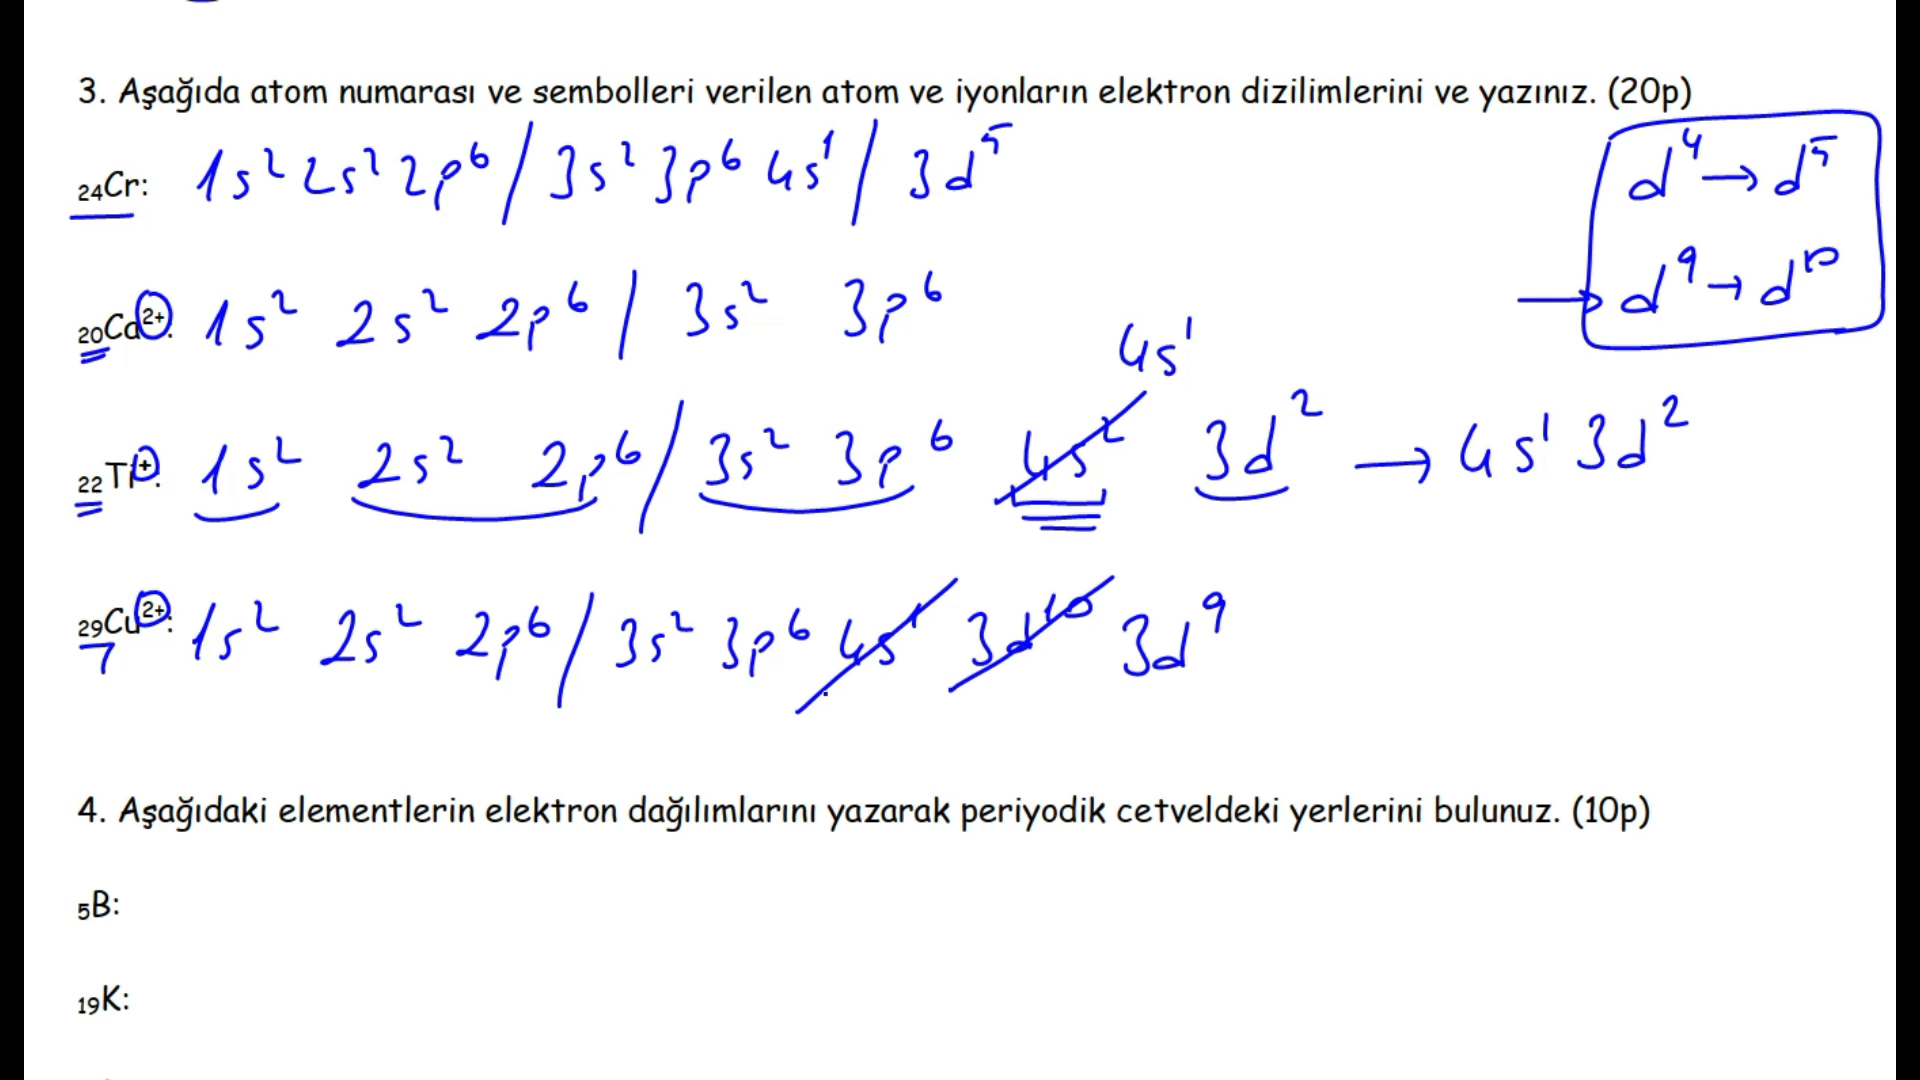 3. Aşağıda atom numarası ve sembolleri verilen atom ve iyonların elektron dizilimlerini ve yazınız. (20p)
₂₄Cr: 1s² 2s² 2p⁶ / 3s² 3p⁶ 4s¹ / 3d⁵
d⁴ → d⁵
→ d⁹ → d¹⁰
₂₀Ca²⁺: 1s² 2s² 2p⁶ / 3s² 3p⁶
4s¹
₂₂Ti⁺: 1s² 2s² 2p⁶ / 3s² 3p⁶ 4s² 3d² → 4s¹ 3d²
₂₉Cu²⁺: 1s² 2s² 2p⁶ / 3s² 3p⁶ 4s¹ 3d¹⁰ 3d⁹
4. Aşağıdaki elementlerin elektron dağılımlarını yazarak periyodik cetveldeki yerlerini bulunuz. (10p)
₅B:
₁₉K: